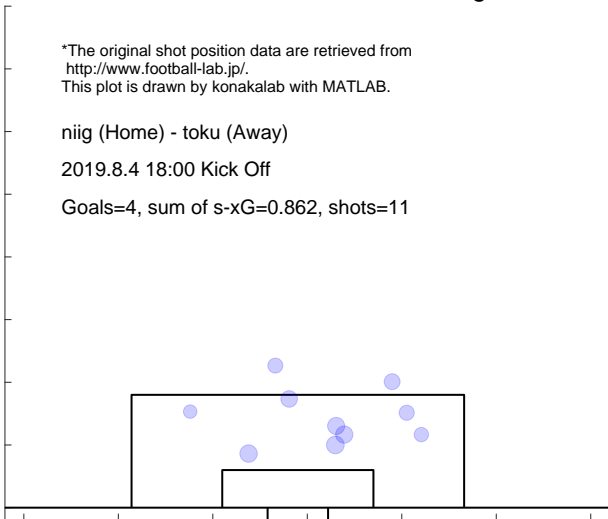 *The original shot position data are retrieved from
http://www.football-lab.jp/.
This plot is drawn by konakalab with MATLAB.
niig (Home) - toku (Away)
2019.8.4 18:00 Kick Off
Goals=4, sum of s-xG=0.862, shots=11